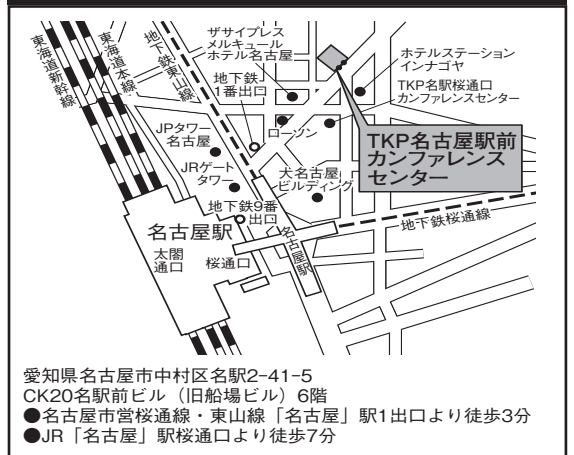 東海道新幹線
東海道本線
地下鉄東山線
ザサイプレス
メルキュール
ホテル名古屋
地下鉄
1番出口
ホテルステーション
インナゴヤ
TKP名駅桜通口
カンファレンスセンター
ローソン
JPタワー
名古屋
JRゲート
タワー
大名古屋
ビルディング
TKP名古屋駅前
カンファレンス
センター
地下鉄9番
出口
名古屋駅
太閤
通口
桜通口
名古屋駅
地下鉄桜通線
愛知県名古屋市中村区名駅2-41-5
CK20名駅前ビル（旧船場ビル）6階
●名古屋市営桜通線・東山線「名古屋」駅1出口より徒歩3分
●JR「名古屋」駅桜通口より徒歩7分